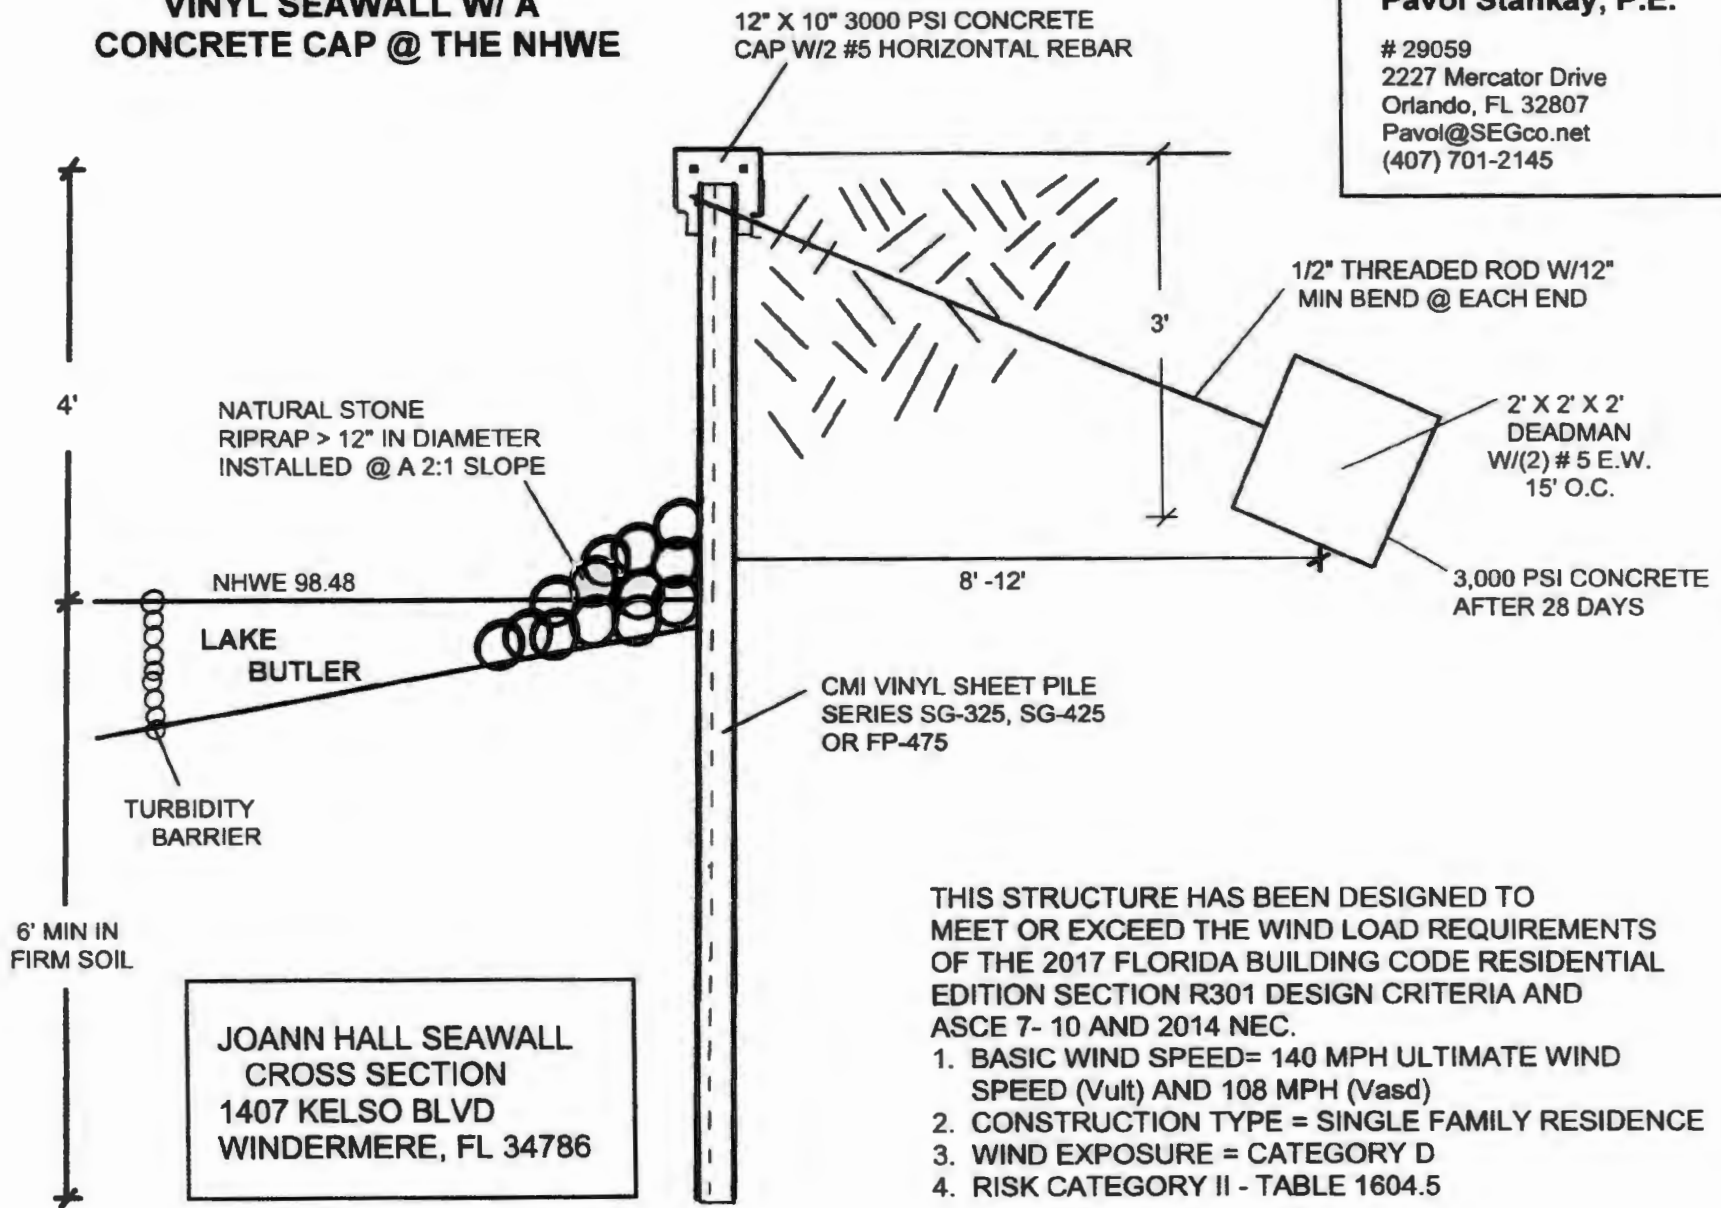 VINYL SEAWALL W/ A
CONCRETE CAP @ THE NHWE
12" X 10" 3000 PSI CONCRETE
CAP W/2 #5 HORIZONTAL REBAR
Pavol Stankay, P.E.
# 29059
2227 Mercator Drive
Orlando, FL 32807
Pavol@SEGco.net
(407) 701-2145
1/2" THREADED ROD W/12"
MIN BEND @ EACH END
3'
4'
NATURAL STONE
RIPRAP > 12" IN DIAMETER
INSTALLED @ A 2:1 SLOPE
2' X 2' X 2'
DEADMAN
W/(2) # 5 E.W.
15' O.C.
NHWE 98.48
8' -12'
3,000 PSI CONCRETE
AFTER 28 DAYS
LAKE
BUTLER
CMI VINYL SHEET PILE
SERIES SG-325, SG-425
OR FP-475
TURBIDITY
BARRIER
6' MIN IN
FIRM SOIL
JOANN HALL SEAWALL
CROSS SECTION
1407 KELSO BLVD
WINDERMERE, FL 34786
THIS STRUCTURE HAS BEEN DESIGNED TO
MEET OR EXCEED THE WIND LOAD REQUIREMENTS
OF THE 2017 FLORIDA BUILDING CODE RESIDENTIAL
EDITION SECTION R301 DESIGN CRITERIA AND
ASCE 7- 10 AND 2014 NEC.
1. BASIC WIND SPEED= 140 MPH ULTIMATE WIND
SPEED (Vult) AND 108 MPH (Vasd)
2. CONSTRUCTION TYPE = SINGLE FAMILY RESIDENCE
3. WIND EXPOSURE = CATEGORY D
4. RISK CATEGORY II - TABLE 1604.5